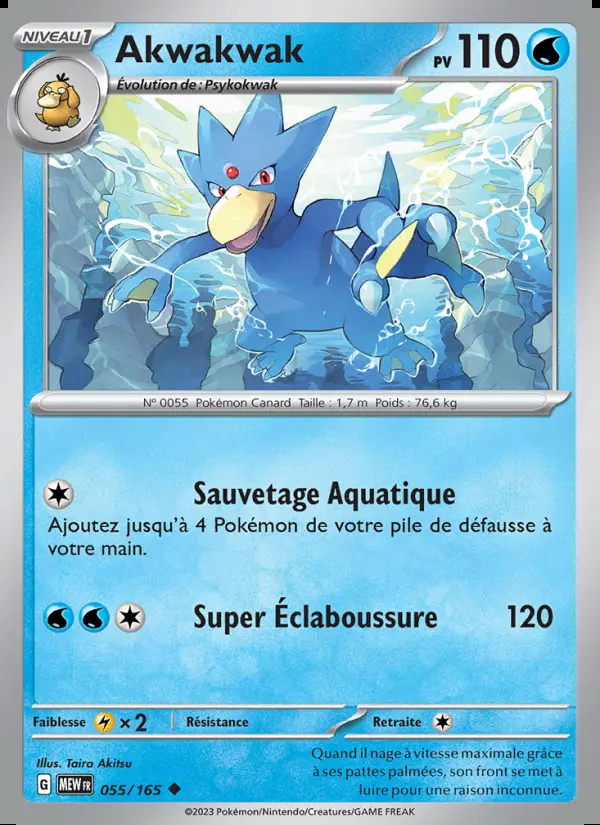 NIVEAU 1
Akwakwak
PV 110
Évolution de : Psykokwak
N° 0055 Pokémon Canard Taille : 1,7 m Poids : 76,6 kg
Sauvetage Aquatique
Ajoutez jusqu'à 4 Pokémon de votre pile de défausse à
votre main.
Super Éclaboussure 120
Faiblesse ×2 Résistance Retraite
Illus. Taira Akitsu
G MEW FR 055/165
Quand il nage à vitesse maximale grâce
à ses pattes palmées, son front se met à
luire pour une raison inconnue.
©2023 Pokémon/Nintendo/Creatures/GAME FREAK